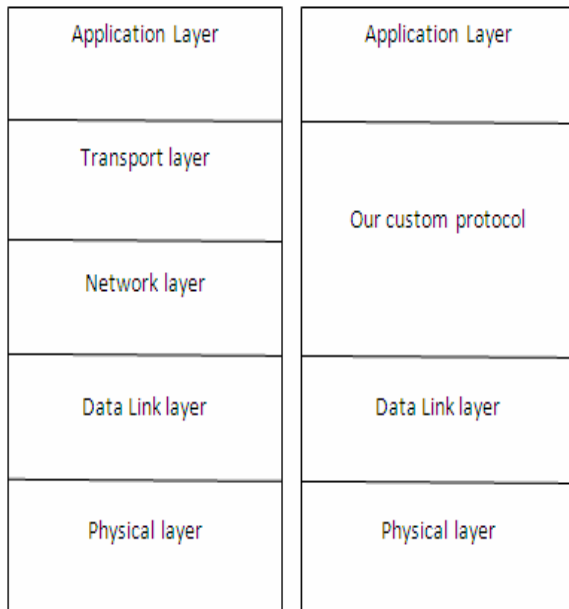 Application Layer
Transport layer
Network layer
Data Link layer
Physical layer
Application Layer
Our custom protocol
Data Link layer
Physical layer